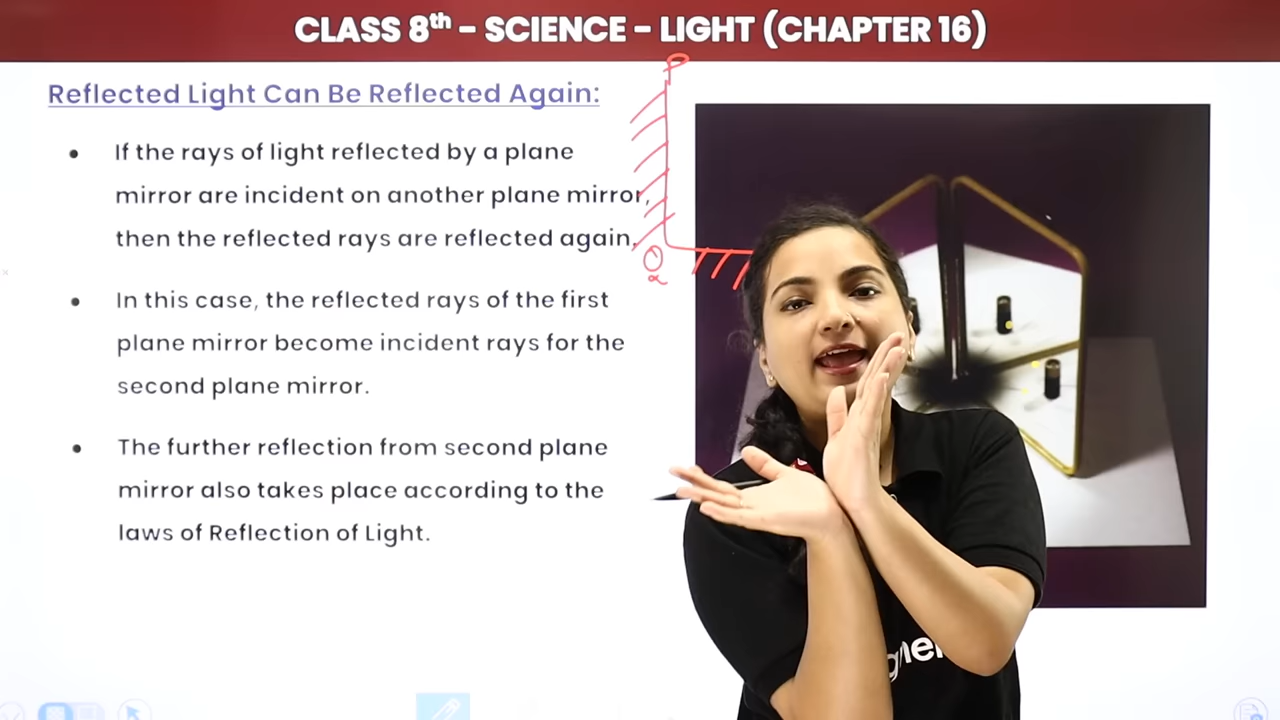 CLASS 8th - SCIENCE - LIGHT (CHAPTER 16)
Reflected Light Can Be Reflected Again:
• If the rays of light reflected by a plane
mirror are incident on another plane mirror,
then the reflected rays are reflected again.
• In this case, the reflected rays of the first
plane mirror become incident rays for the
second plane mirror.
• The further reflection from second plane
mirror also takes place according to the
laws of Reflection of Light.
P